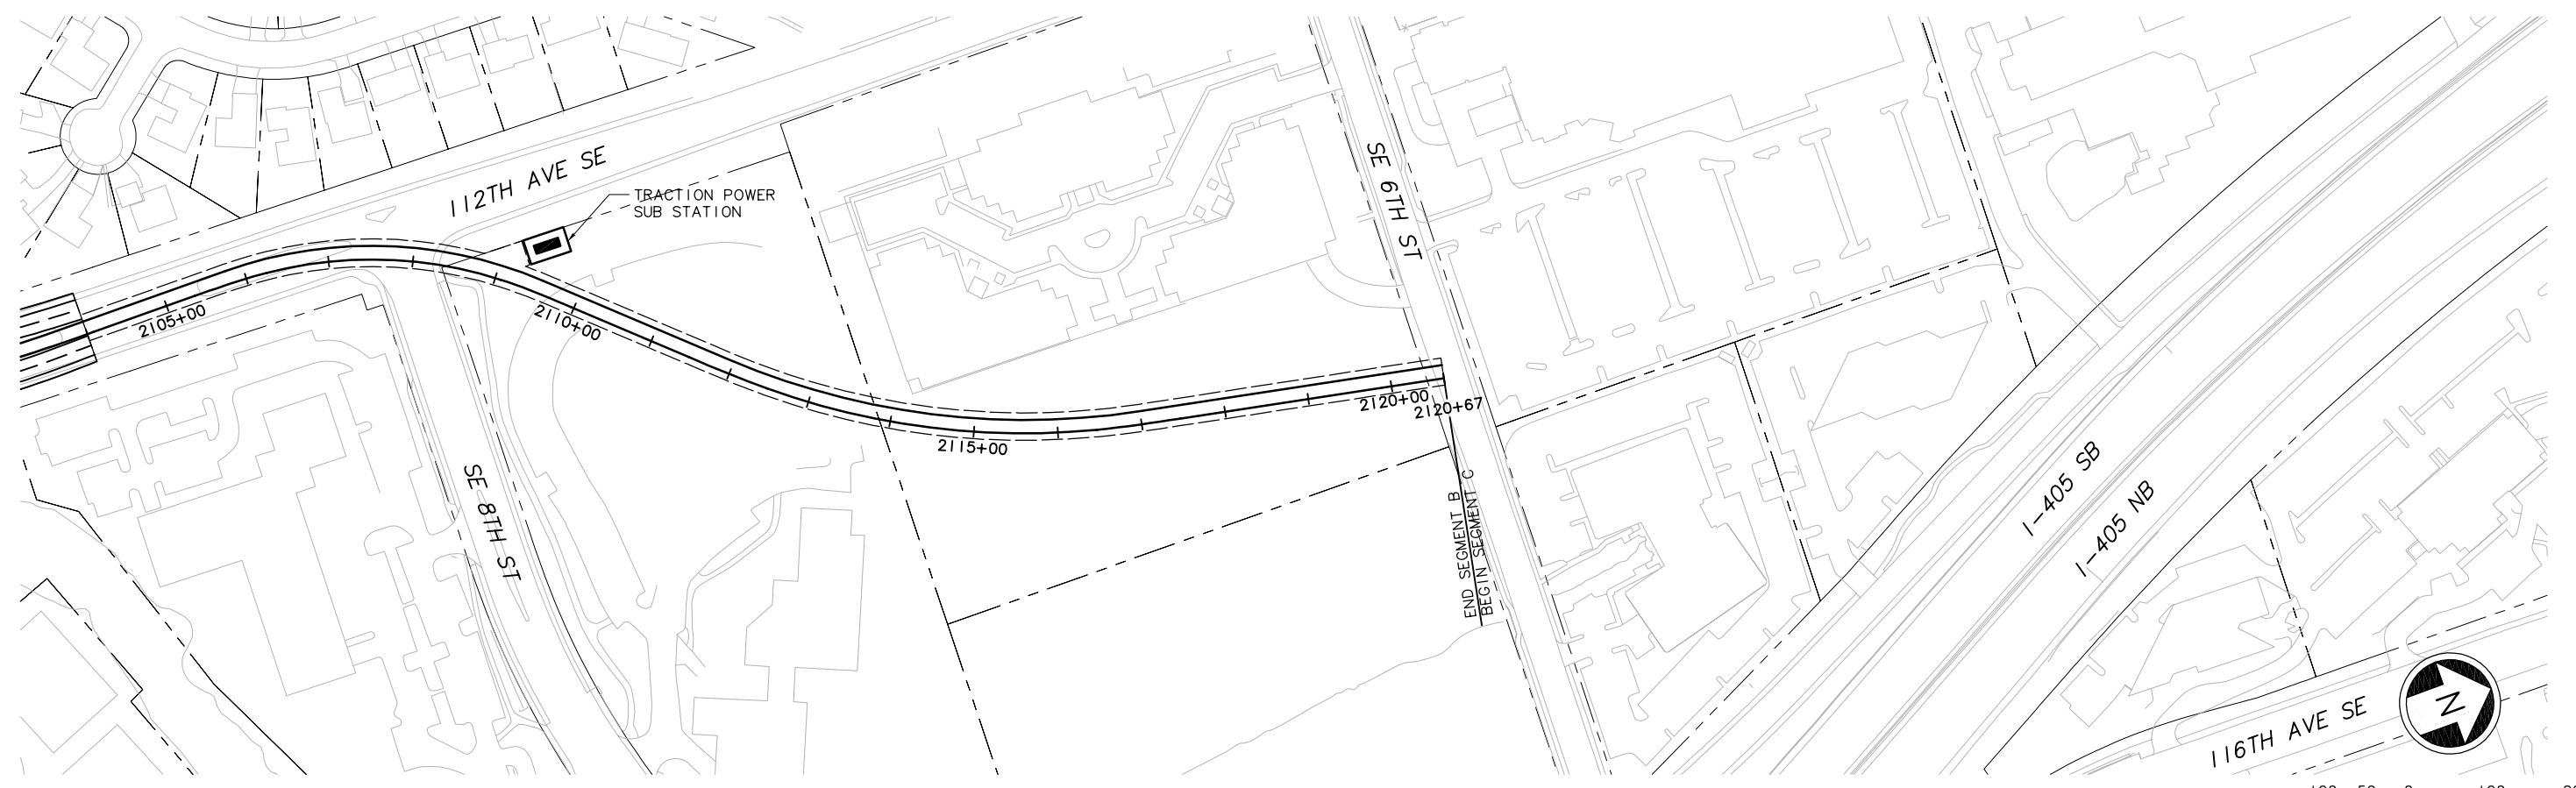 112TH AVE SE
TRACTION POWER
SUB STATION
SE 6TH ST
2105+00
2110+00
2115+00
2120+00
2120+67
SE 8TH ST
END SEGMENT B
BEGIN SEGMENT C
I-405 SB
I-405 NB
116TH AVE SE
N